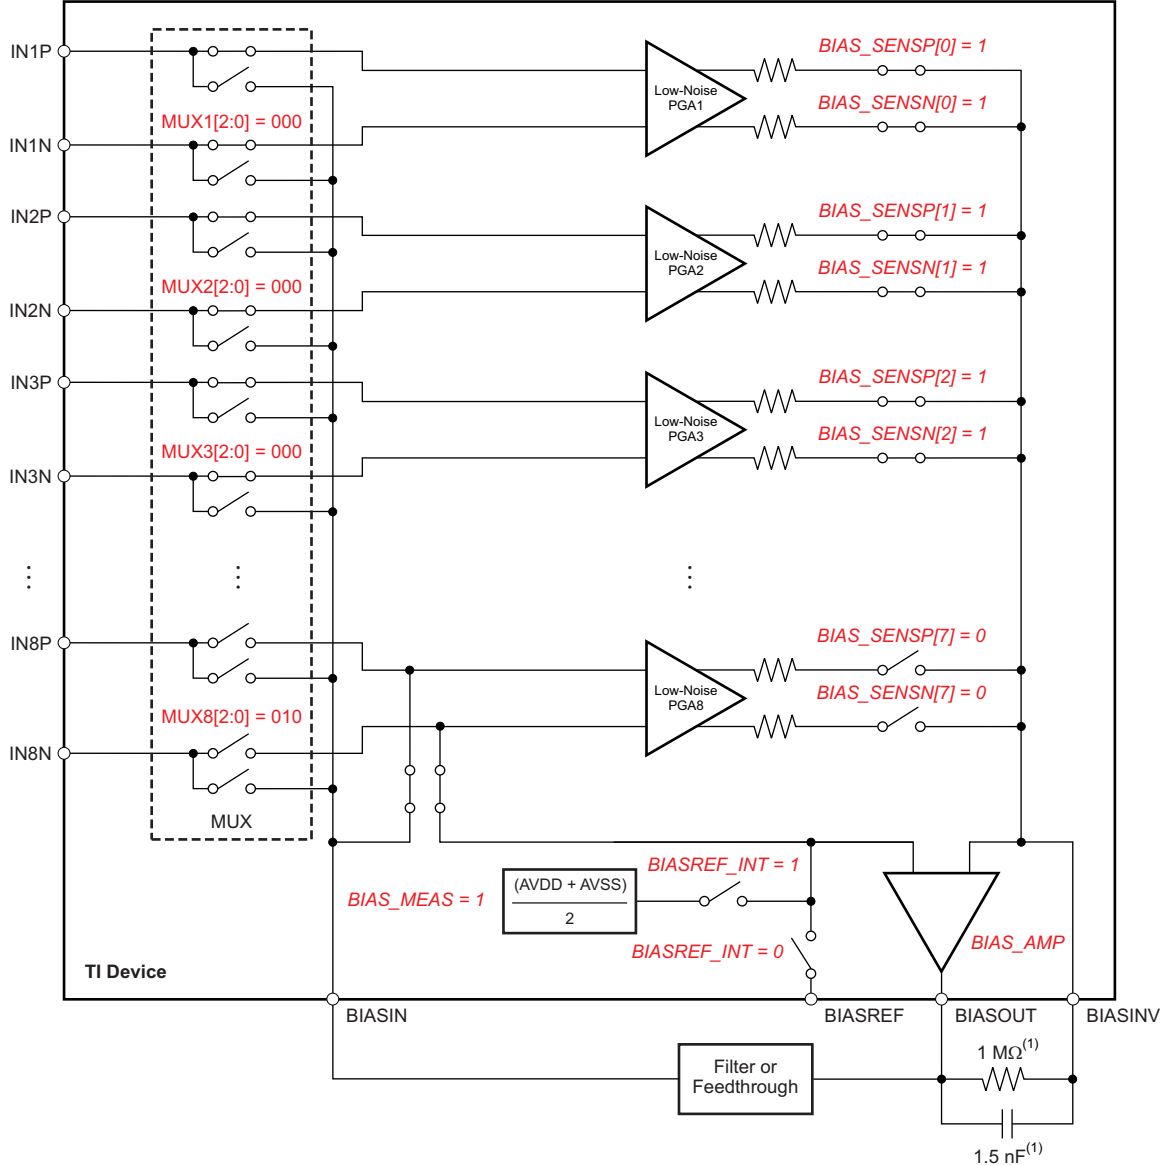 IN1P
BIAS_SENSP[0] = 1
Low-Noise
PGA1
BIAS_SENSN[0] = 1
MUX1[2:0] = 000
IN1N
IN2P
BIAS_SENSP[1] = 1
Low-Noise
PGA2
BIAS_SENSN[1] = 1
MUX2[2:0] = 000
IN2N
IN3P
BIAS_SENSP[2] = 1
Low-Noise
PGA3
BIAS_SENSN[2] = 1
MUX3[2:0] = 000
IN3N
IN8P
BIAS_SENSP[7] = 0
Low-Noise
PGA8
BIAS_SENSN[7] = 0
MUX8[2:0] = 010
IN8N
MUX
BIASREF_INT = 1
(AVDD + AVSS)
2
BIAS_MEAS = 1
BIASREF_INT = 0
BIAS_AMP
TI Device
BIASIN
BIASREF
BIASOUT
BIASINV
Filter or
Feedthrough
1 MΩ(1)
1.5 nF(1)